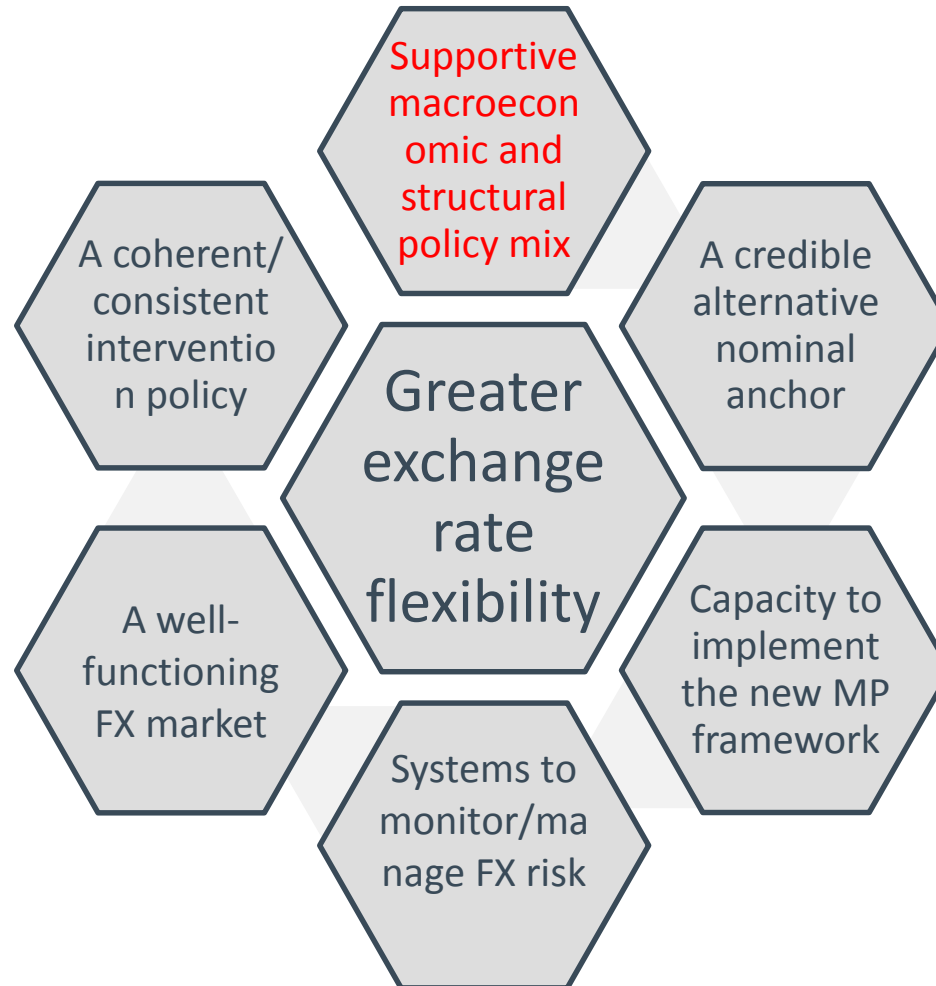 Supportive
macroecon
omic and
structural
policy mix
A credible
alternative
nominal
anchor
Capacity to
implement
the new MP
framework
Systems to
monitor/ma
nage FX risk
A well-
functioning
FX market
A coherent/
consistent
interventio
n policy
Greater
exchange
rate
flexibility